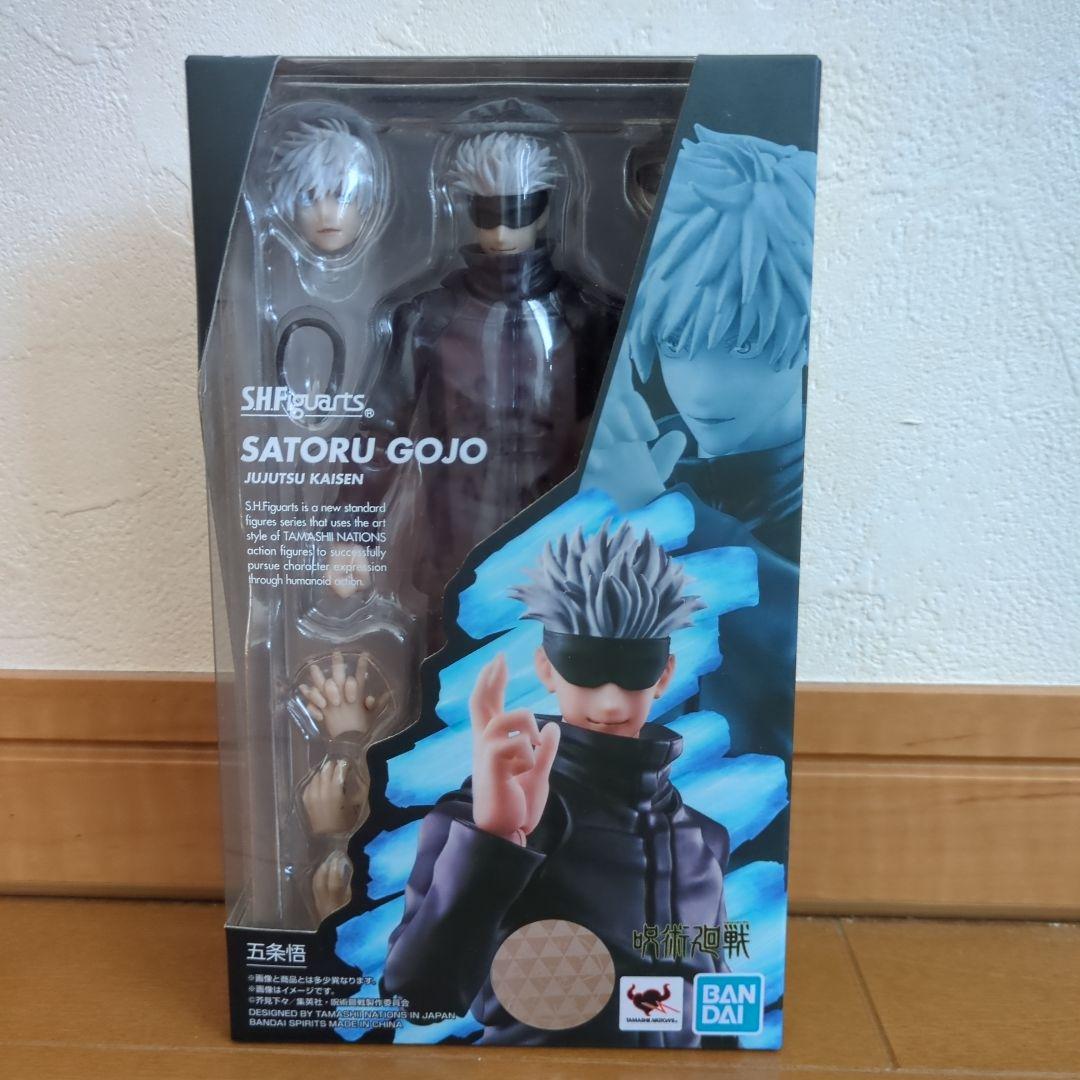 S.H.Figuarts®
SATORU GOJO
JUJUTSU KAISEN
S.H.Figuarts is a new standard
figures series that uses the art
style of TAMASHII NATIONS
action figures to successfully
pursue character expression
through humanoid action.
五条悟
※画像と商品とは多少異なります。
※画像はイメージです。
©芥見下々/集英社・呪術廻戦製作委員会
DESIGNED BY TAMASHII NATIONS IN JAPAN
BANDAI SPIRITS MADE IN CHINA
呪術廻戦
TAMASHII NATIONS
BAN
DAI